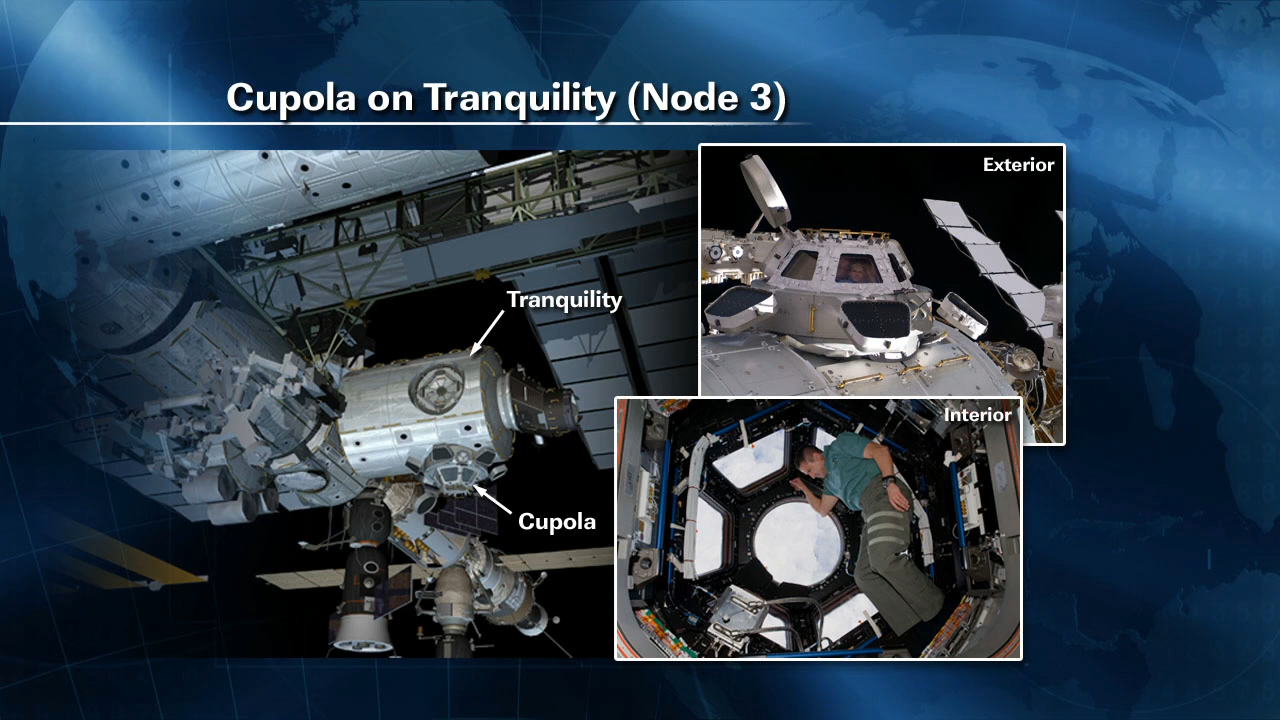 Cupola on Tranquility (Node 3)
Exterior
Tranquility
Interior
Cupola